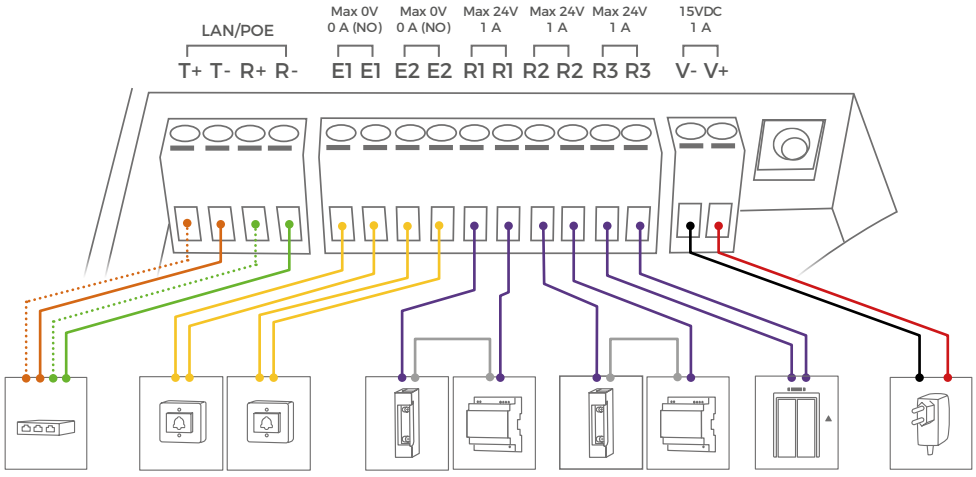 LAN/POE
T+ T- R+ R-
Max 0V
0 A (NO)
E1 E1
Max 0V
0 A (NO)
E2 E2
Max 24V
1 A
R1 R1
Max 24V
1 A
R2 R2
Max 24V
1 A
R3 R3
15VDC
1 A
V- V+